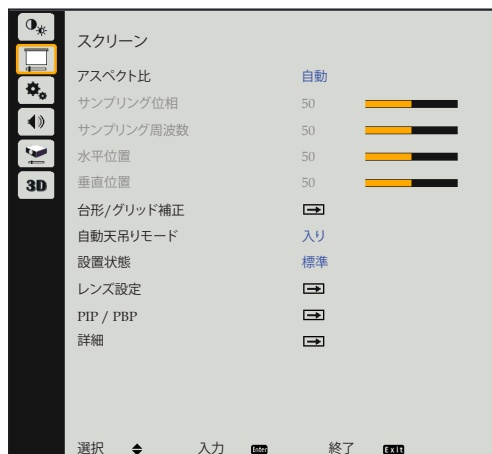 スクリーン
アスペクト比 自動
サンプリング位相 50
サンプリング周波数 50
水平位置 50
垂直位置 50
3D
台形/グリッド補正
自動天吊りモード 入り
設置状態 標準
レンズ設定
PIP / PBP
詳細
選択 入力 Enter 終了 Exit